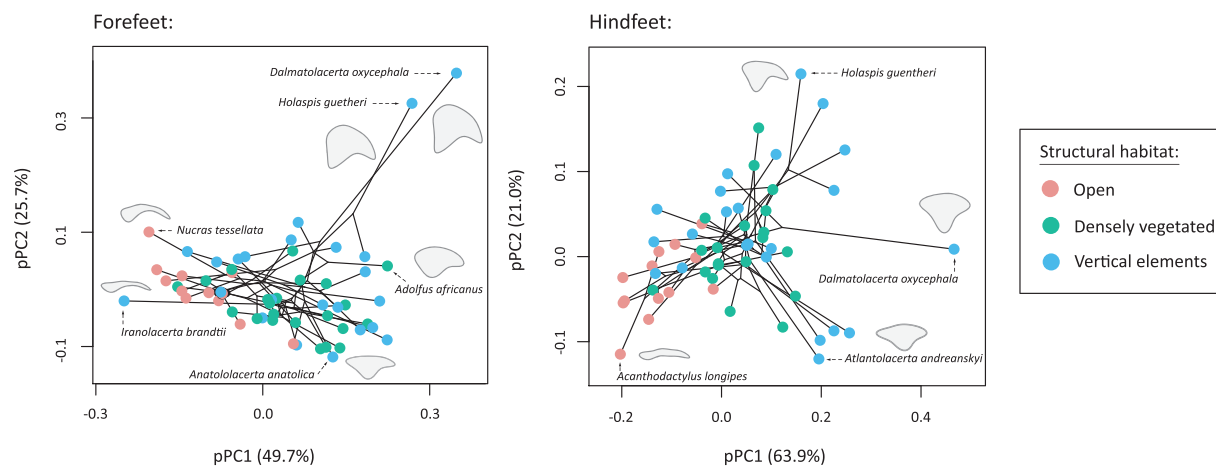 Forefeet:
Dalmatolacerta oxycephala
Holaspis guetheri
Nucras tessellata
Adolfus africanus
Iranolacerta brandtii
Anatololacerta anatolica
pPC2 (25.7%)
0.3
0.1
-0.1
-0.3
0.0
0.3
pPC1 (49.7%)
Hindfeet:
Holaspis guentheri
Dalmatolacerta oxycephala
Atlantolacerta andreanskyi
Acanthodactylus longipes
pPC2 (21.0%)
0.2
0.1
0.0
-0.1
-0.2
0.0
0.2
0.4
pPC1 (63.9%)
Structural habitat:
Open
Densely vegetated
Vertical elements